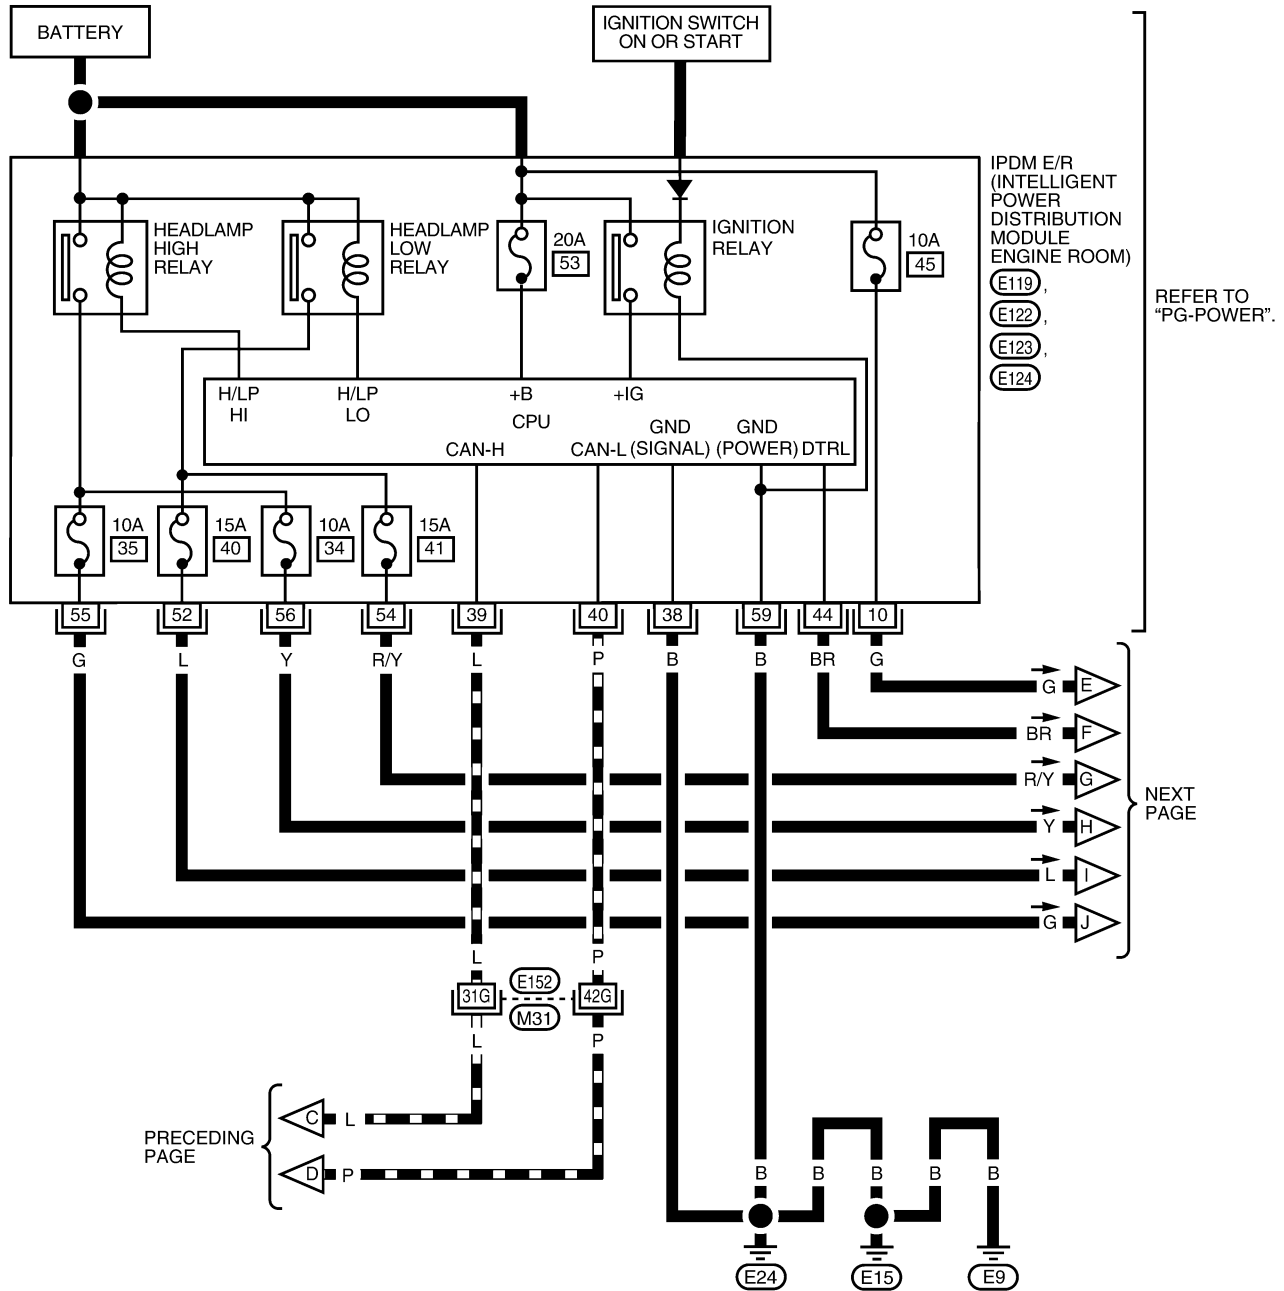 BATTERY
IGNITION SWITCH
ON OR START
IPDM E/R
(INTELLIGENT
POWER
DISTRIBUTION
MODULE
ENGINE ROOM)
E119 ,
E122 ,
E123 ,
E124
REFER TO
“PG-POWER”.
HEADLAMP
HIGH
RELAY
HEADLAMP
LOW
RELAY
20A
53
IGNITION
RELAY
10A
45
H/LP
HI
H/LP
LO
+B
+IG
CPU
CAN-H
CAN-L
GND
(SIGNAL)
GND
(POWER)
DTRL
10A
35
15A
40
10A
34
15A
41
55
52
56
54
39
40
38
59
44
10
G
L
Y
R/Y
L
P
B
B
BR
G
G
E
BR
F
R/Y
G
Y
H
L
I
G
J
NEXT
PAGE
L
P
31G
E152
M31
42G
L
P
PRECEDING
PAGE
C
L
D
P
B
B
B
B
B
E24
E15
E9